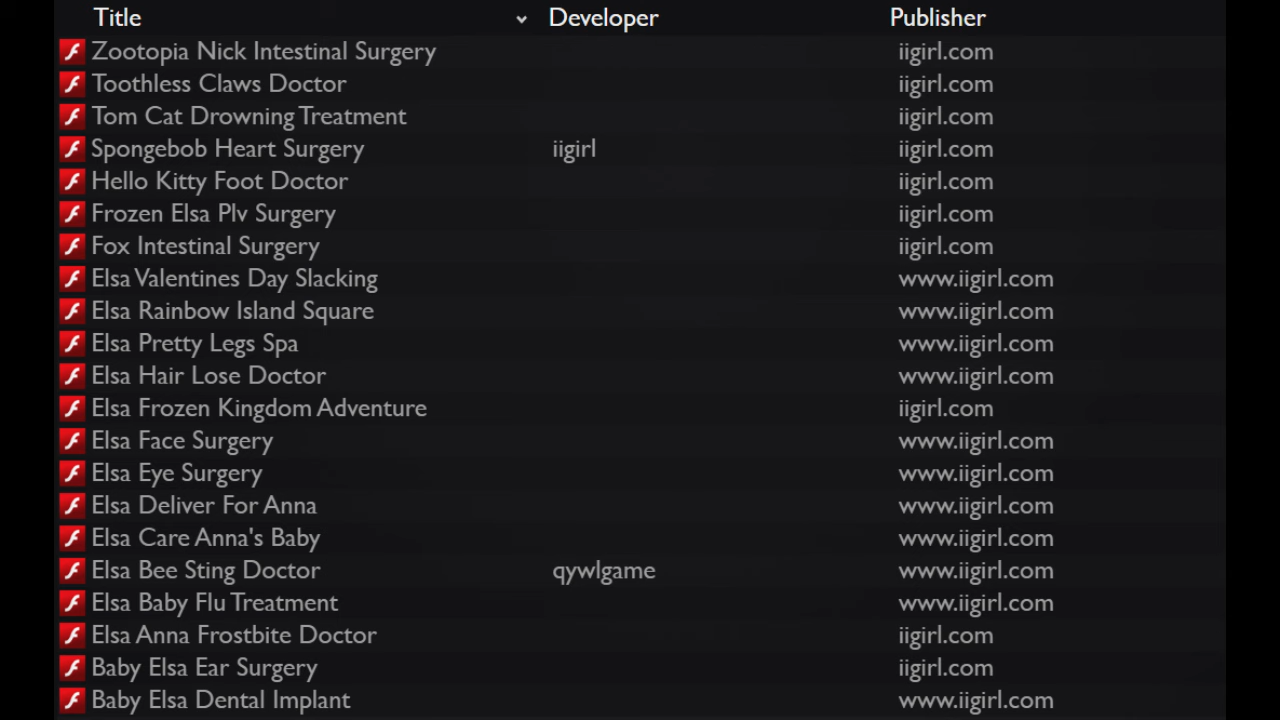 Title Developer Publisher
Zootopia Nick Intestinal Surgery iigirl.com
Toothless Claws Doctor iigirl.com
Tom Cat Drowning Treatment iigirl.com
Spongebob Heart Surgery iigirl iigirl.com
Hello Kitty Foot Doctor iigirl.com
Frozen Elsa Plv Surgery iigirl.com
Fox Intestinal Surgery iigirl.com
Elsa Valentines Day Slacking www.iigirl.com
Elsa Rainbow Island Square www.iigirl.com
Elsa Pretty Legs Spa www.iigirl.com
Elsa Hair Lose Doctor www.iigirl.com
Elsa Frozen Kingdom Adventure iigirl.com
Elsa Face Surgery www.iigirl.com
Elsa Eye Surgery www.iigirl.com
Elsa Deliver For Anna www.iigirl.com
Elsa Care Anna's Baby www.iigirl.com
Elsa Bee Sting Doctor qywlgame www.iigirl.com
Elsa Baby Flu Treatment www.iigirl.com
Elsa Anna Frostbite Doctor iigirl.com
Baby Elsa Ear Surgery iigirl.com
Baby Elsa Dental Implant www.iigirl.com